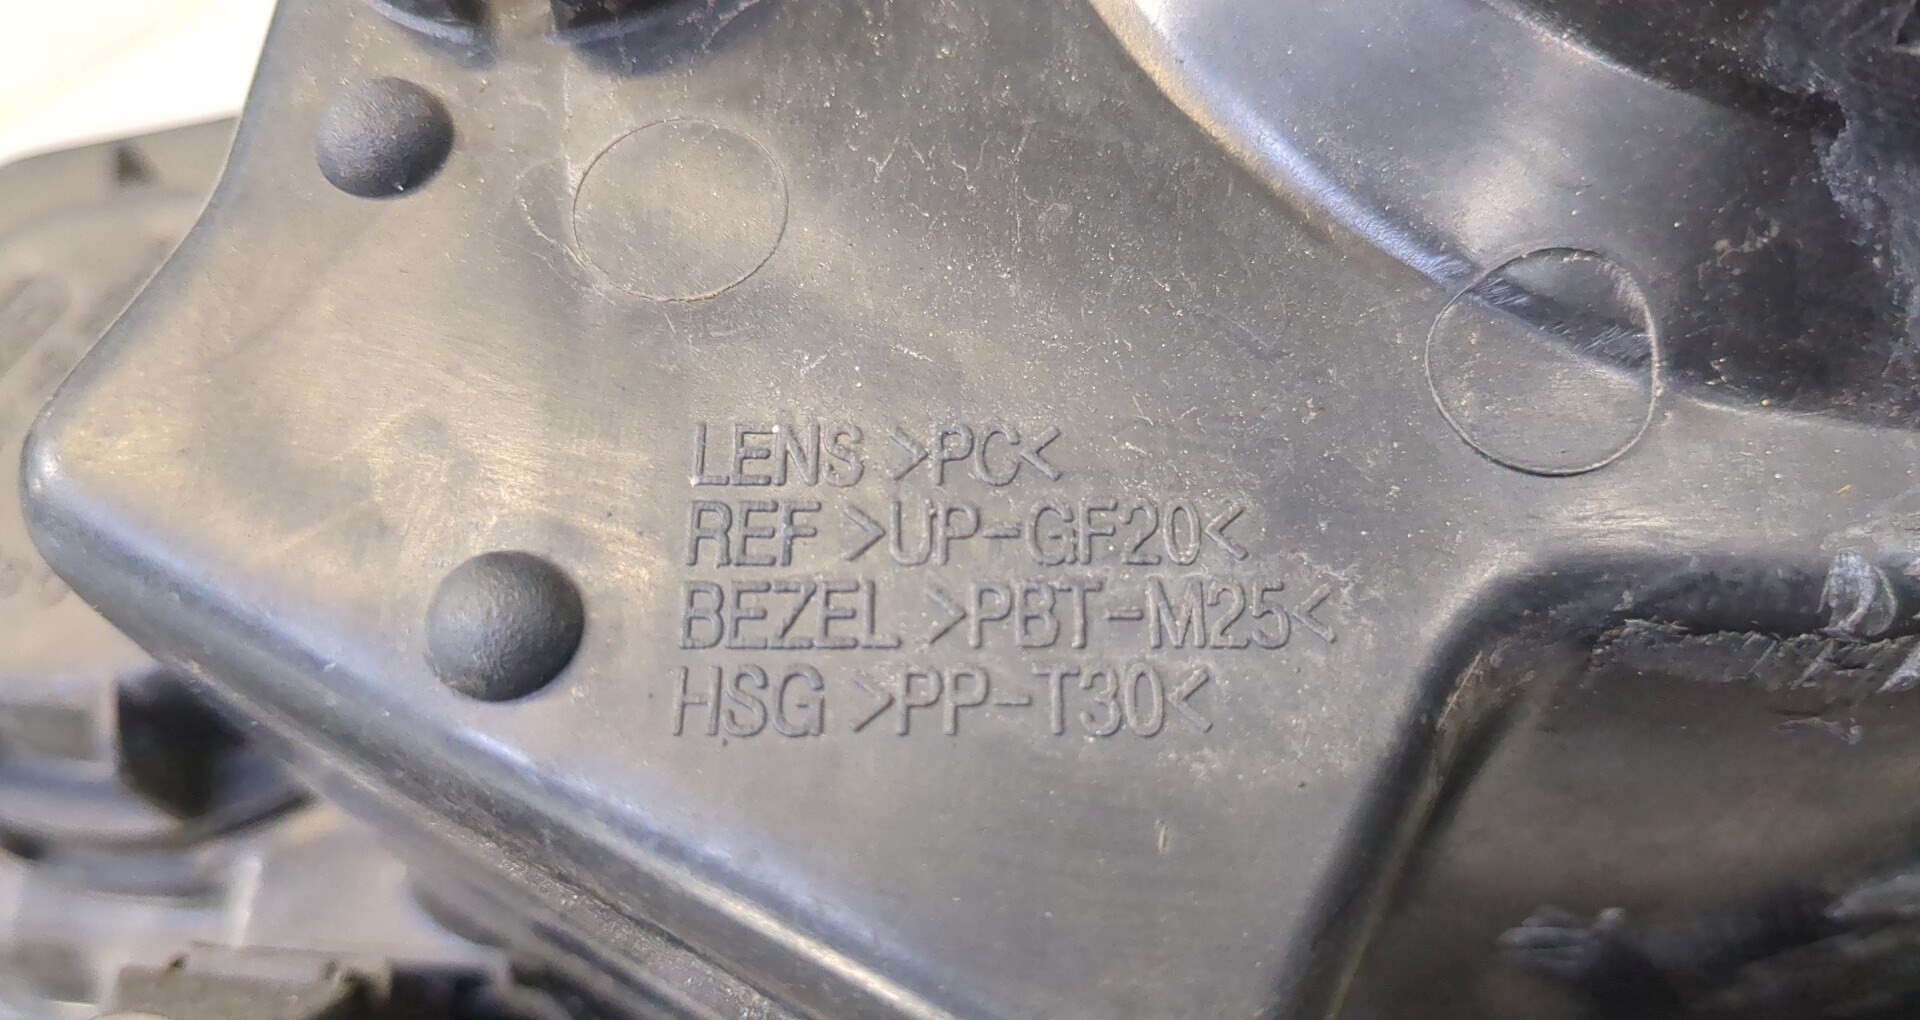 LENS >PC<
REF >UP-GF20<
BEZEL >PBT-M25<
HSG >PP-T30<